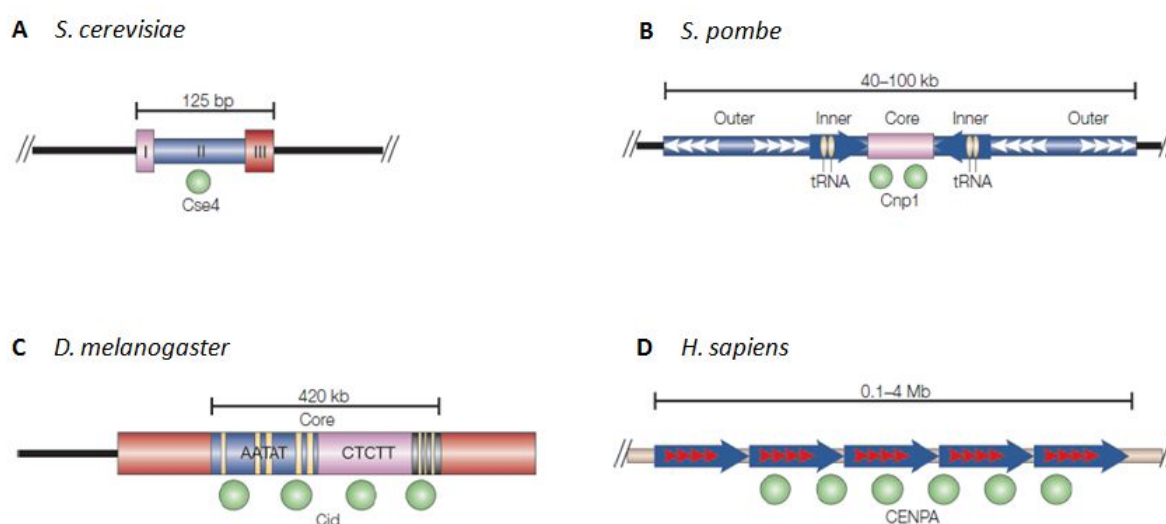 A S. cerevisiae
125 bp
I II III
Cse4
B S. pombe
40–100 kb
Outer Inner Core Inner Outer
tRNA tRNA
Cnp1
C D. melanogaster
420 kb
Core
AATAT CTCTT
Cid
D H. sapiens
0.1–4 Mb
CENPA